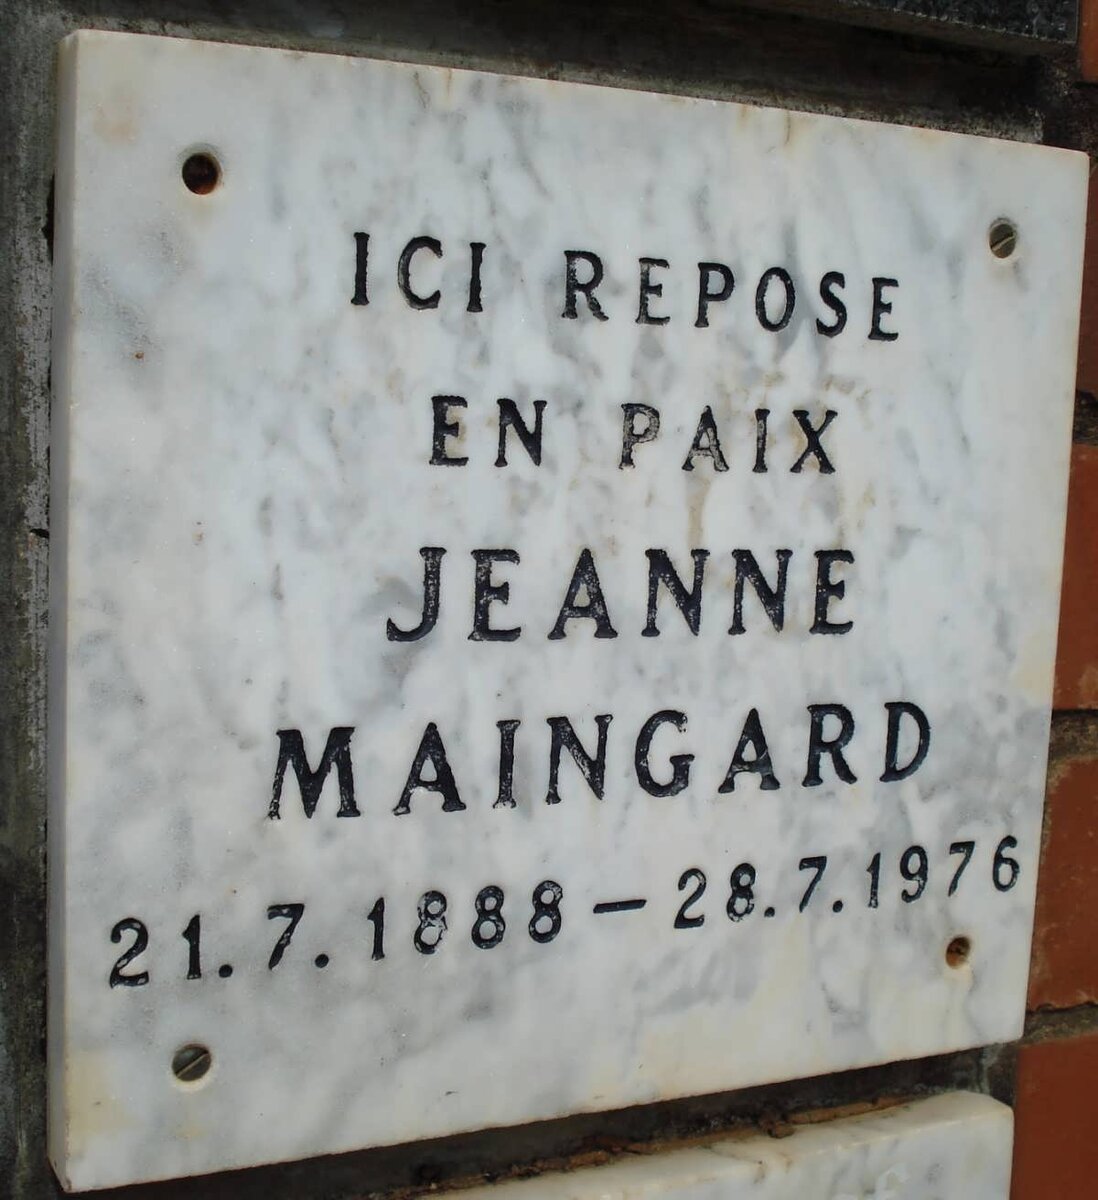 ICI REPOSE
EN PAIX
JEANNE
MAINGARD
21.7.1888 – 28.7.1976